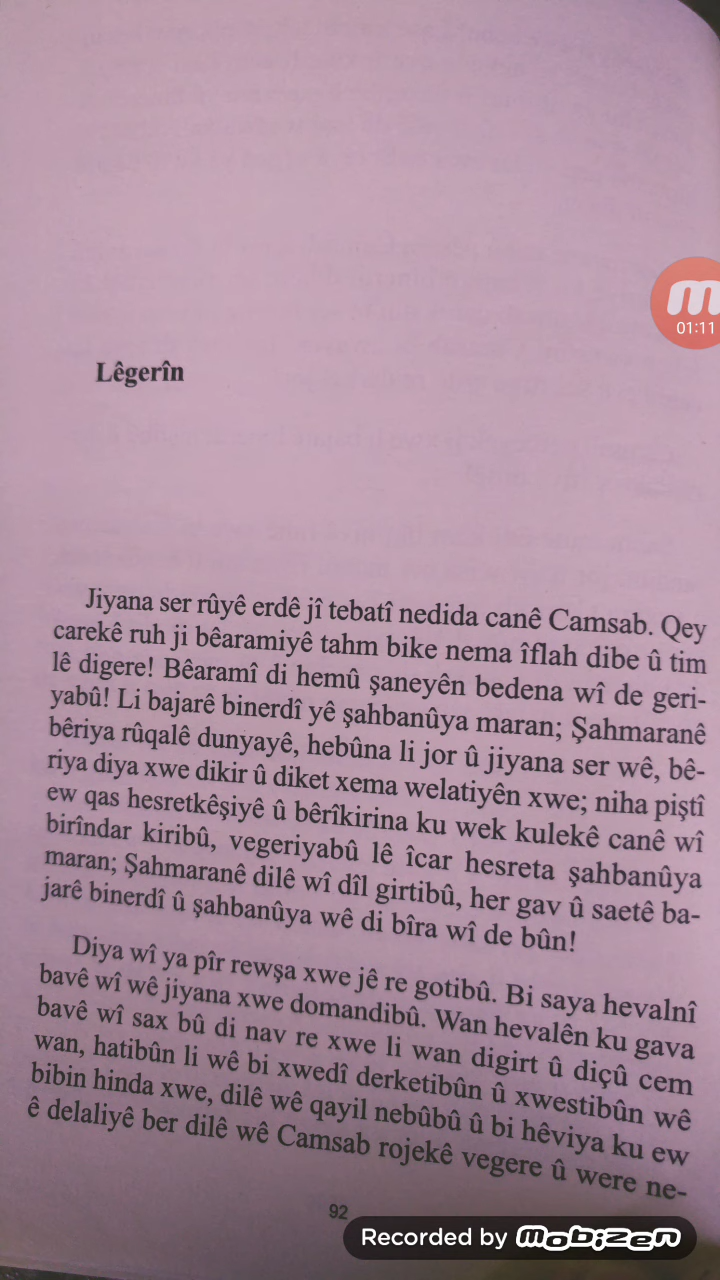 01:11
Lêgerîn
Jiyana ser rûyê erdê jî tebatî nedida canê Camsab. Qey
carekê ruh ji bêaramiyê tahm bike nema îflah dibe û tim
lê digere! Bêaramî di hemû şaneyên bedena wî de geri-
yabû! Li bajarê binerdî yê şahbanûya maran; Şahmaranê
bêriya rûqalê dunyayê, hebûna li jor û jiyana ser wê, bê-
riya diya xwe dikir û diket xema welatiyên xwe; niha piştî
ew qas hesretkêşiyê û bêrîkirina ku wek kulekê canê wî
birîndar kiribû, vegeriyabû lê îcar hesreta şahbanûya
maran; Şahmaranê dilê wî dîl girtibû, her gav û saetê ba-
jarê binerdî û şahbanûya wê di bîra wî de bûn!
Diya wî ya pîr rewşa xwe jê re gotibû. Bi saya hevalnî
bavê wî wê jiyana xwe domandibû. Wan hevalên ku gava
bavê wî sax bû di nav re xwe li wan digirt û diçû cem
wan, hatibûn li wê bi xwedî derketibûn û xwestibûn wê
bibin hinda xwe, dilê wê qayil nebûbû û bi hêviya ku ew
ê delaliyê ber dilê wê Camsab rojekê vegere û were ne-
92
Recorded by mobizen